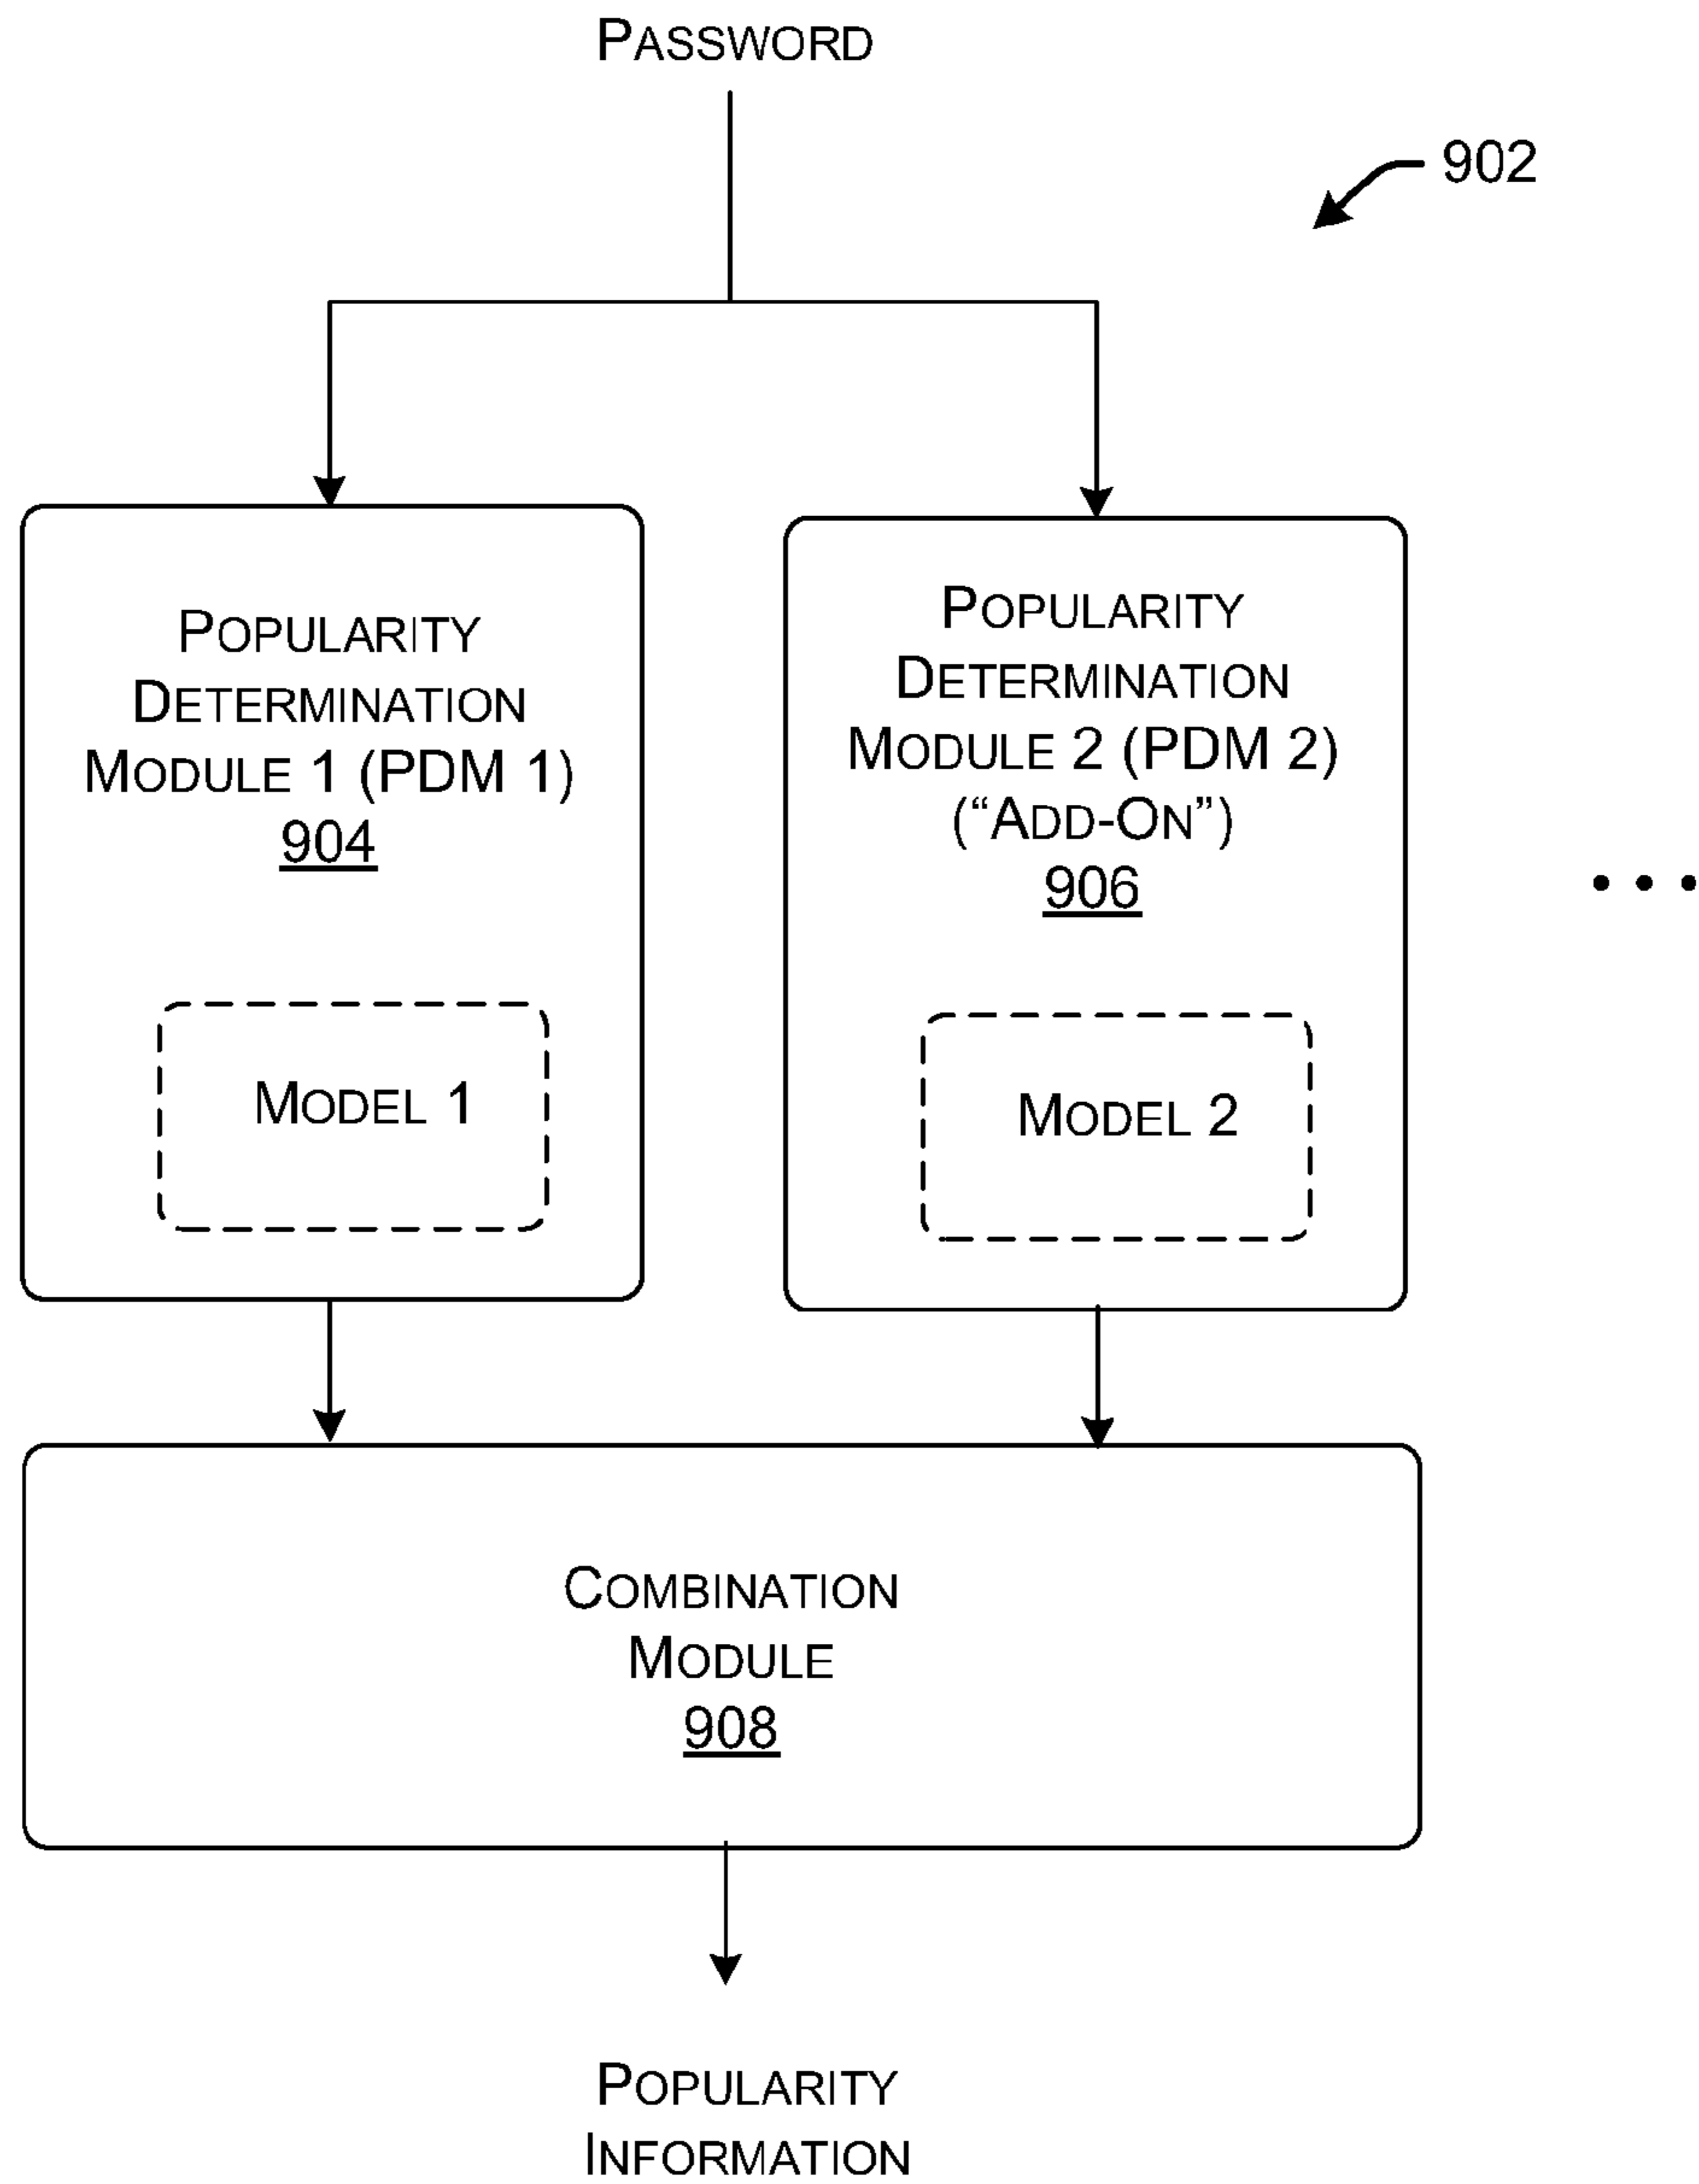 PASSWORD
902
POPULARITY
DETERMINATION
MODULE 1 (PDM 1)
904
MODEL 1
POPULARITY
DETERMINATION
MODULE 2 (PDM 2)
(“ADD-ON”)
906
MODEL 2
• • •
COMBINATION
MODULE
908
POPULARITY
INFORMATION